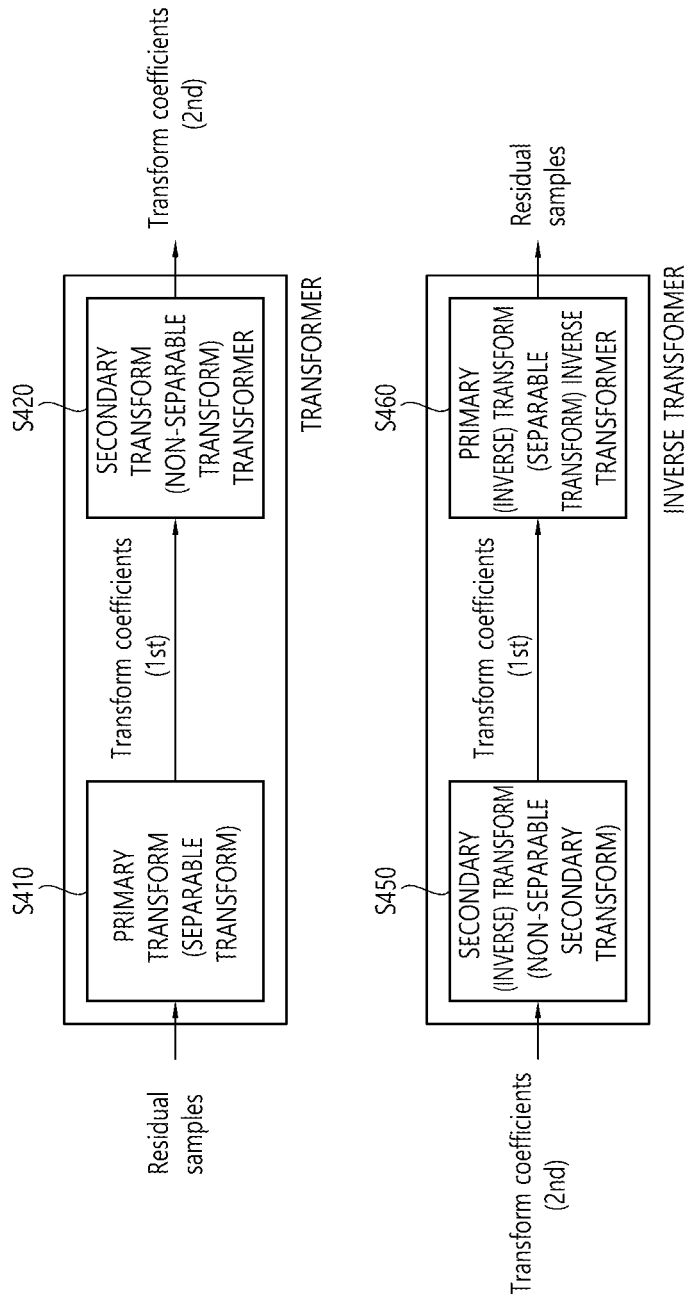 S410
S420
Residual
samples
PRIMARY
TRANSFORM
(SEPARABLE
TRANSFORM)
Transform coefficients
(1st)
SECONDARY
TRANSFORM
(NON-SEPARABLE
TRANSFORM)
TRANSFORMER
Transform coefficients
(2nd)
TRANSFORMER
S450
S460
Transform coefficients
(2nd)
SECONDARY
(INVERSE) TRANSFORM
(NON-SEPARABLE
SECONDARY
TRANSFORM)
Transform coefficients
(1st)
PRIMARY
(INVERSE) TRANSFORM
(SEPARABLE
TRANSFORM) INVERSE
TRANSFORMER
Residual
samples
INVERSE TRANSFORMER